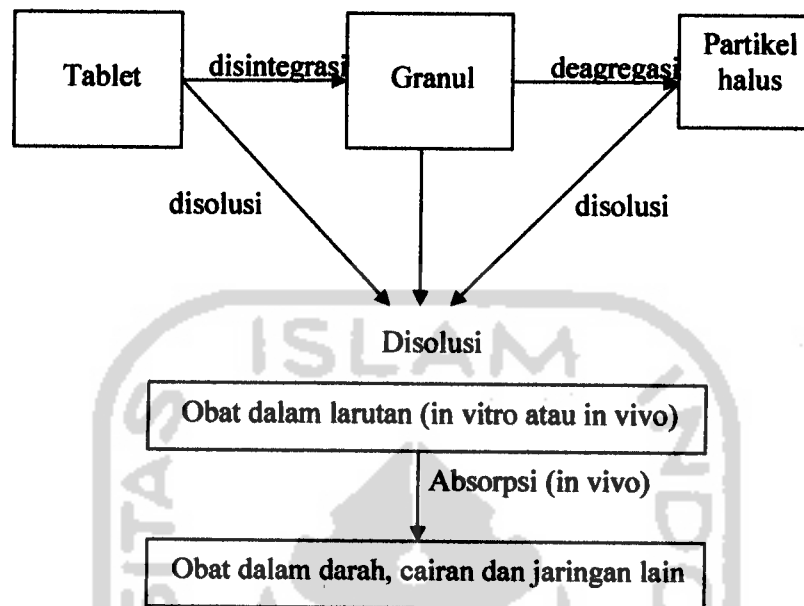 Tablet
disintegrasi
Granul
deagregasi
Partikel
halus
disolusi
disolusi
Disolusi
ISLAM
Obat dalam larutan (in vitro atau in vivo)
Absorpsi (in vivo)
Obat dalam darah, cairan dan jaringan lain